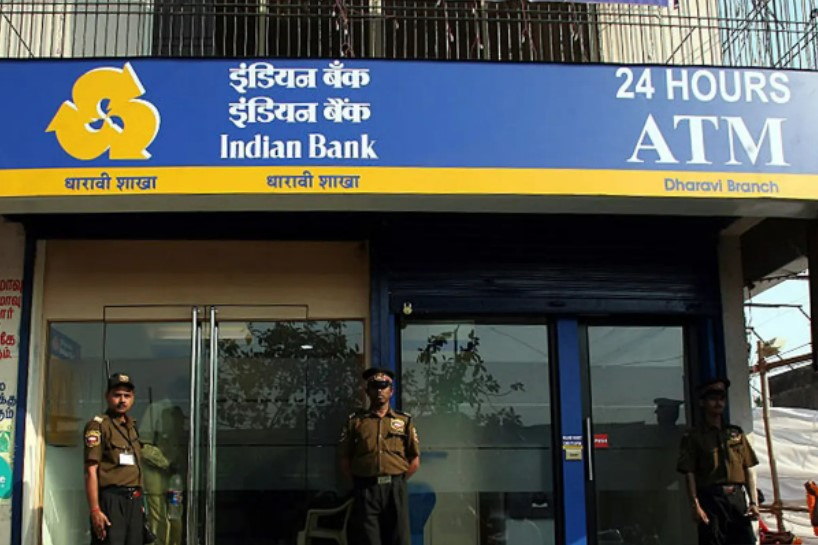 इंडियन बँक
इंडियन बैंक
Indian Bank
24 HOURS
ATM
धारावी शाखा
धारावी शाखा
Dharavi Branch